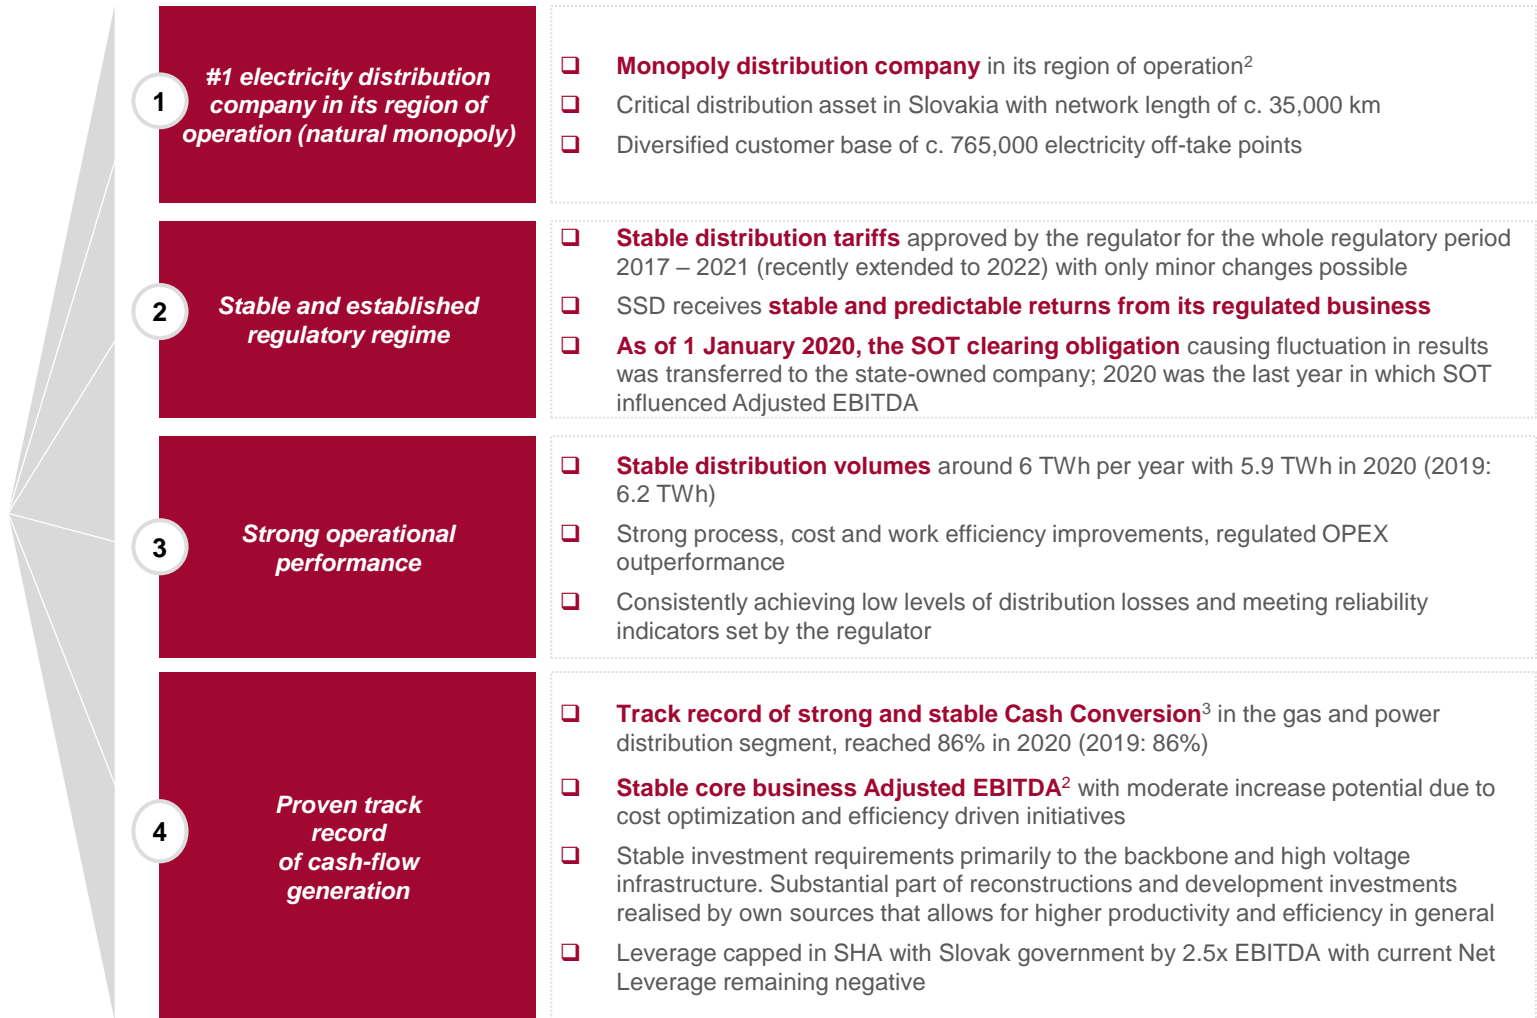 1
#1 electricity distribution
company in its region of
operation (natural monopoly)
❑ Monopoly distribution company in its region of operation2
❑ Critical distribution asset in Slovakia with network length of c. 35,000 km
❑ Diversified customer base of c. 765,000 electricity off-take points
2
Stable and established
regulatory regime
❑ Stable distribution tariffs approved by the regulator for the whole regulatory period
2017 – 2021 (recently extended to 2022) with only minor changes possible
❑ SSD receives stable and predictable returns from its regulated business
❑ As of 1 January 2020, the SOT clearing obligation causing fluctuation in results
was transferred to the state-owned company; 2020 was the last year in which SOT
influenced Adjusted EBITDA
3
Strong operational
performance
❑ Stable distribution volumes around 6 TWh per year with 5.9 TWh in 2020 (2019:
6.2 TWh)
❑ Strong process, cost and work efficiency improvements, regulated OPEX
outperformance
❑ Consistently achieving low levels of distribution losses and meeting reliability
indicators set by the regulator
4
Proven track
record
of cash-flow
generation
❑ Track record of strong and stable Cash Conversion3 in the gas and power
distribution segment, reached 86% in 2020 (2019: 86%)
❑ Stable core business Adjusted EBITDA2 with moderate increase potential due to
cost optimization and efficiency driven initiatives
❑ Stable investment requirements primarily to the backbone and high voltage
infrastructure. Substantial part of reconstructions and development investments
realised by own sources that allows for higher productivity and efficiency in general
❑ Leverage capped in SHA with Slovak government by 2.5x EBITDA with current Net
Leverage remaining negative